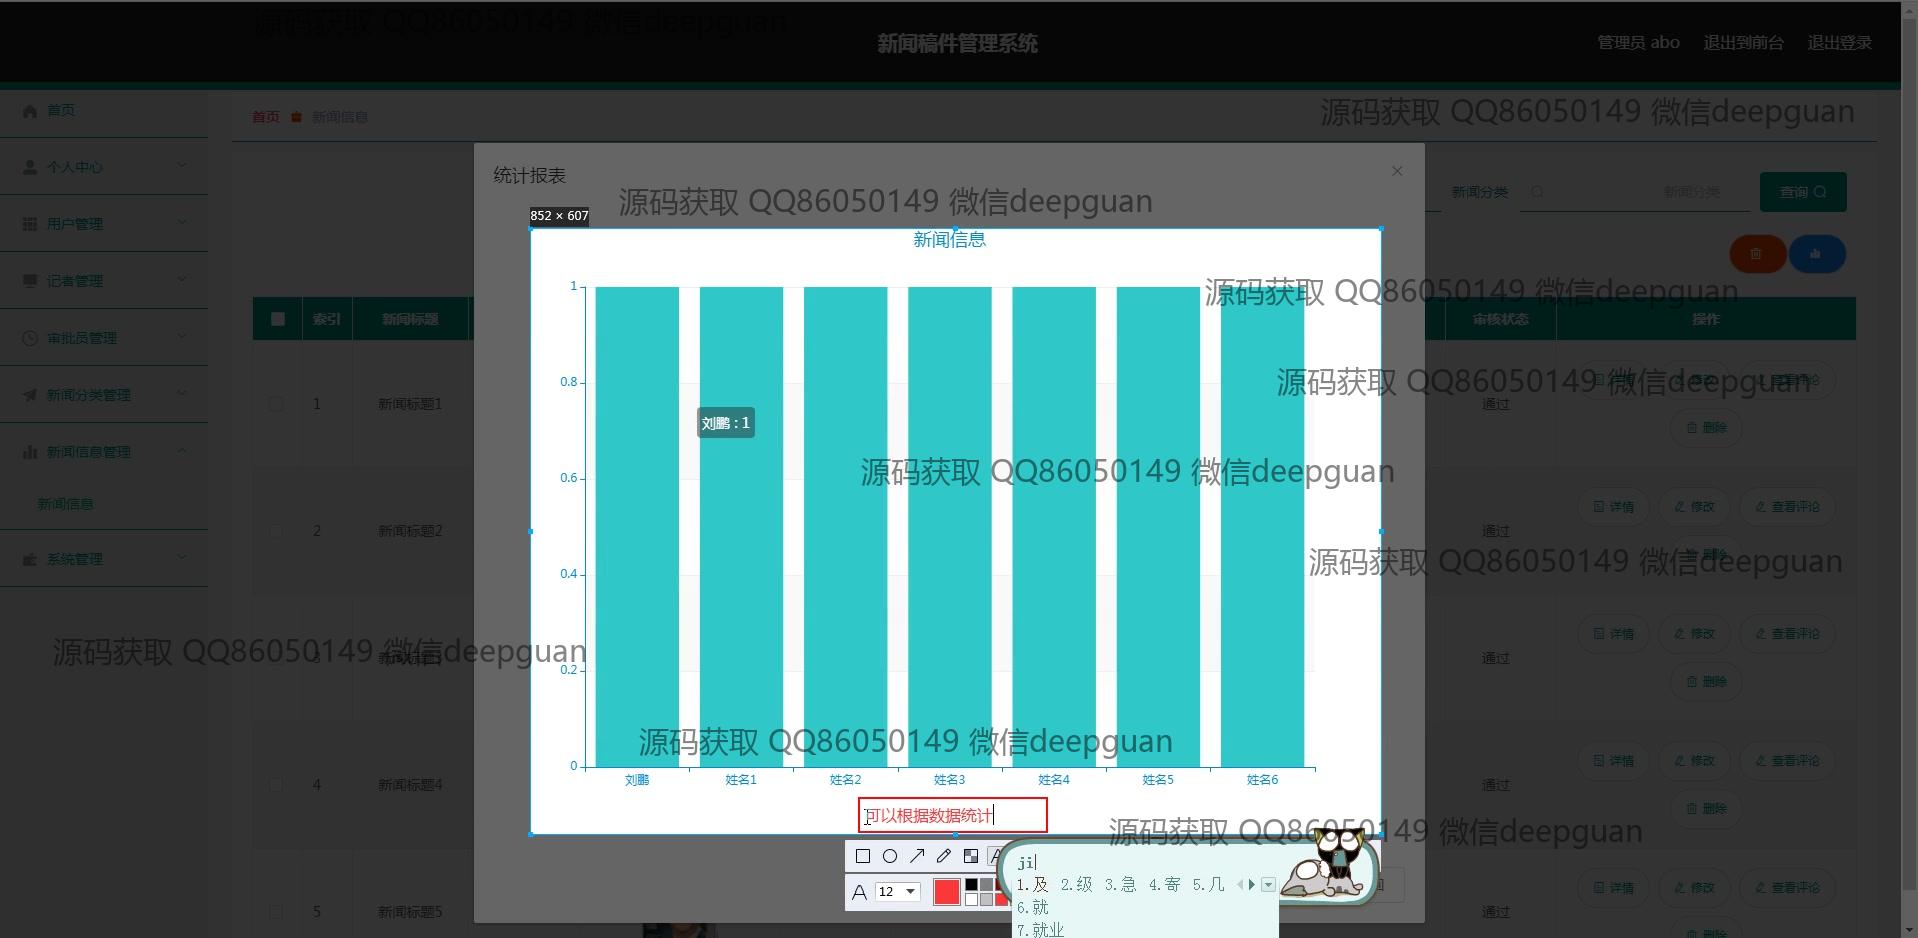 源码获取 QQ86050149 微信deepguan
新闻稿件管理系统
管理员 abo 退出到前台 退出登录
首页
个人中心
用户管理
记者管理
审批员管理
新闻分类管理
新闻信息管理
新闻信息
系统管理
首页 新闻信息
源码获取 QQ86050149 微信deepguan
统计报表
新闻分类 新闻分类 查询
源码获取 QQ86050149 微信deepguan
852 × 607
新闻信息
源码获取 QQ86050149 微信deepguan
索引 新闻标题 审核状态 操作
1 新闻标题1 通过 详情 修改 查看评论
删除
源码获取 QQ86050149 微信deepguan
2 新闻标题2 通过 详情 修改 查看评论
删除
源码获取 QQ86050149 微信deepguan
源码获取 QQ86050149 微信deepguan
3 新闻标题3 通过 详情 修改 查看评论
删除
源码获取 QQ86050149 微信deepguan
4 新闻标题4 通过 详情 修改 查看评论
删除
5 新闻标题5 通过 详情 修改 查看评论
删除
1
0.8
0.6
0.4
0.2
0
刘鹏 : 1
源码获取 QQ86050149 微信deepguan
刘鹏 姓名1 姓名2 姓名3 姓名4 姓名5 姓名6
可以根据数据统计
源码获取 QQ86050149 微信deepguan
A 12
ji
1.及 2.级 3.急 4.寄 5.几
6.就
7.就业